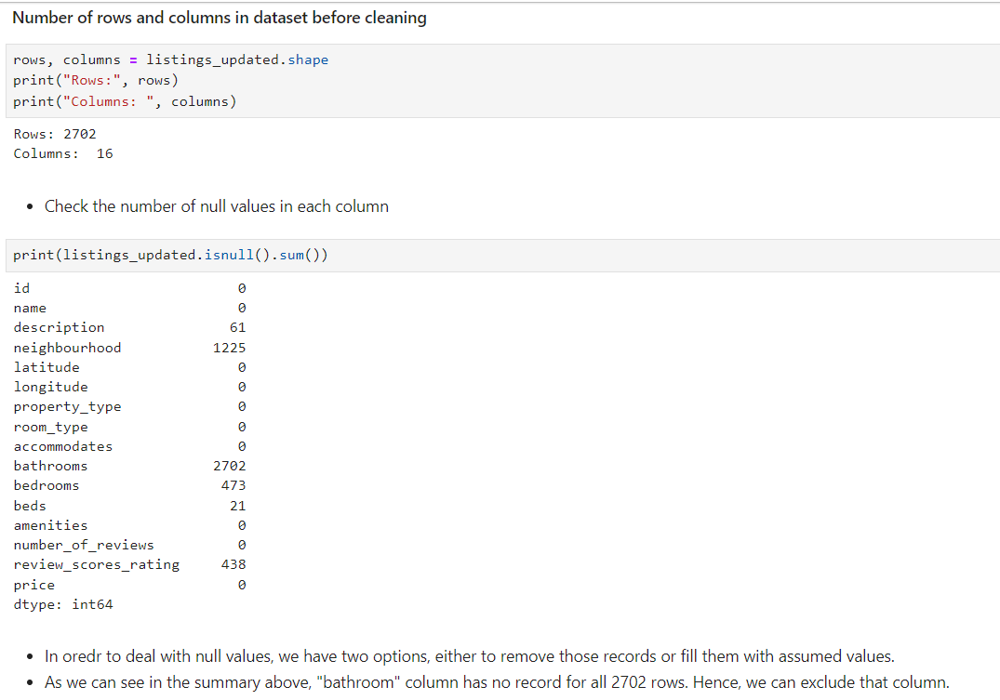 Number of rows and columns in dataset before cleaning
rows, columns = listings_updated.shape
print("Rows:", rows)
print("Columns: ", columns)
Rows: 2702
Columns:  16
• Check the number of null values in each column
print(listings_updated.isnull().sum())
id 0
name 0
description 61
neighbourhood 1225
latitude 0
longitude 0
property_type 0
room_type 0
accommodates 0
bathrooms 2702
bedrooms 473
beds 21
amenities 0
number_of_reviews 0
review_scores_rating 438
price 0
dtype: int64
• In oredr to deal with null values, we have two options, either to remove those records or fill them with assumed values.
• As we can see in the summary above, "bathroom" column has no record for all 2702 rows. Hence, we can exclude that column.